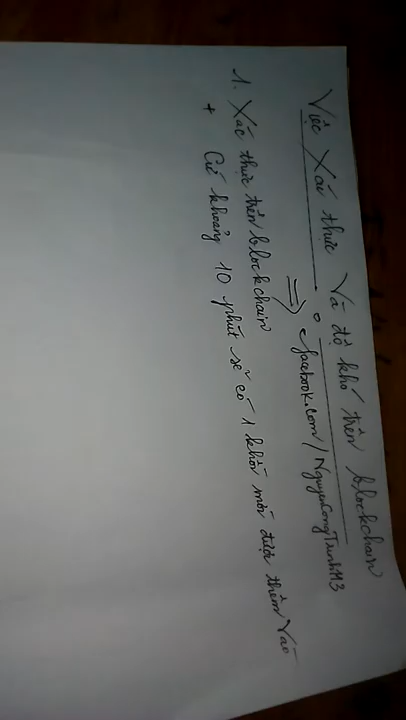 Việc Xác thực Và độ khó trên blockchain
=> facebook.com/NguyenCongTrinh113
1. Xác thực trên blockchain
+ Cứ khoảng 10 phút sẽ có 1 khối mới được thêm Vào